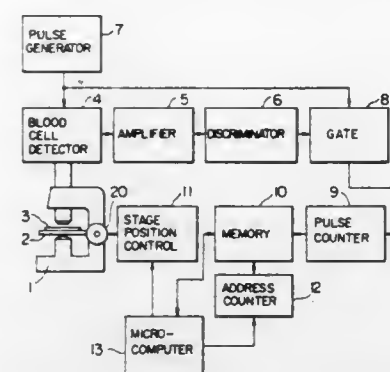 7
PULSE
GENERATOR
4
5
6
8
BLOOD
CELL
DETECTOR
AMPLIFIER
DISCRIMINATOR
GATE
3
2
1
20
11
10
9
STAGE
POSITION
CONTROL
MEMORY
PULSE
COUNTER
ADDRESS
COUNTER
12
MICRO-
COMPUTER
13